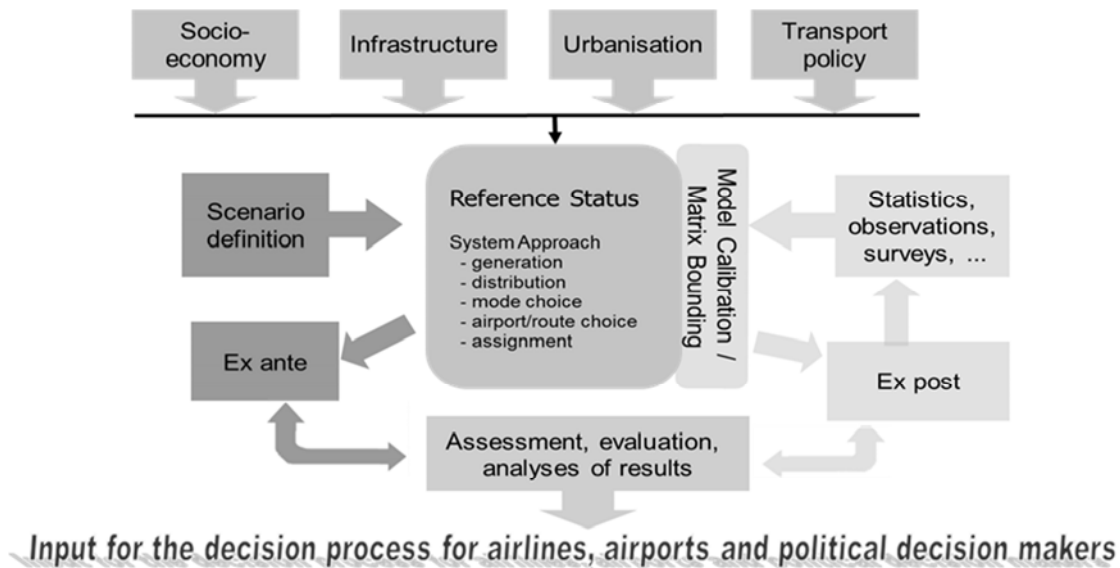 Socio-
economy
Infrastructure
Urbanisation
Transport
policy
Scenario
definition
Reference Status
System Approach
- generation
- distribution
- mode choice
- airport/route choice
- assignment
Model Calibration /
Matrix Bounding
Statistics,
observations,
surveys, ...
Ex ante
Ex post
Assessment, evaluation,
analyses of results
Input for the decision process for airlines, airports and political decision makers